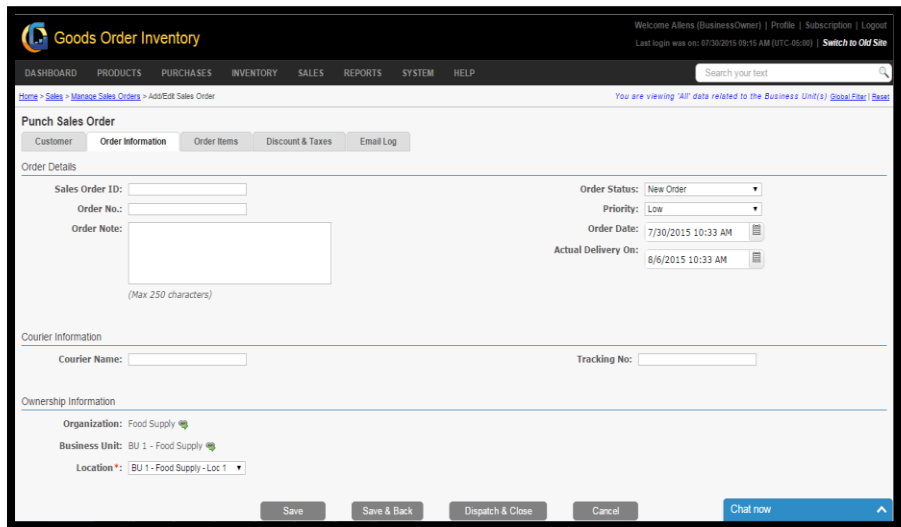 Welcome Allens (BusinessOwner) | Profile | Subscription | Logout
Goods Order Inventory
Last login was on: 07/30/2015 09:15 AM (UTC-05:00) | Switch to Old Site
DASHBOARD PRODUCTS PURCHASES INVENTORY SALES REPORTS SYSTEM HELP Search your text
Home > Sales > Manage Sales Orders > Add/Edit Sales Order You are viewing 'All' data related to the Business Unit(s) Global Filter | Reset
Punch Sales Order
Customer Order Information Order Items Discount & Taxes Email Log
Order Details
Sales Order ID: Order Status: New Order
Order No.: Priority: Low
Order Note: Order Date: 7/30/2015 10:33 AM
Actual Delivery On: 8/6/2015 10:33 AM
(Max 250 characters)
Courier Information
Courier Name: Tracking No:
Ownership Information
Organization: Food Supply
Business Unit: BU 1 - Food Supply
Location*: BU 1 - Food Supply - Loc 1
Save Save & Back Dispatch & Close Cancel Chat now